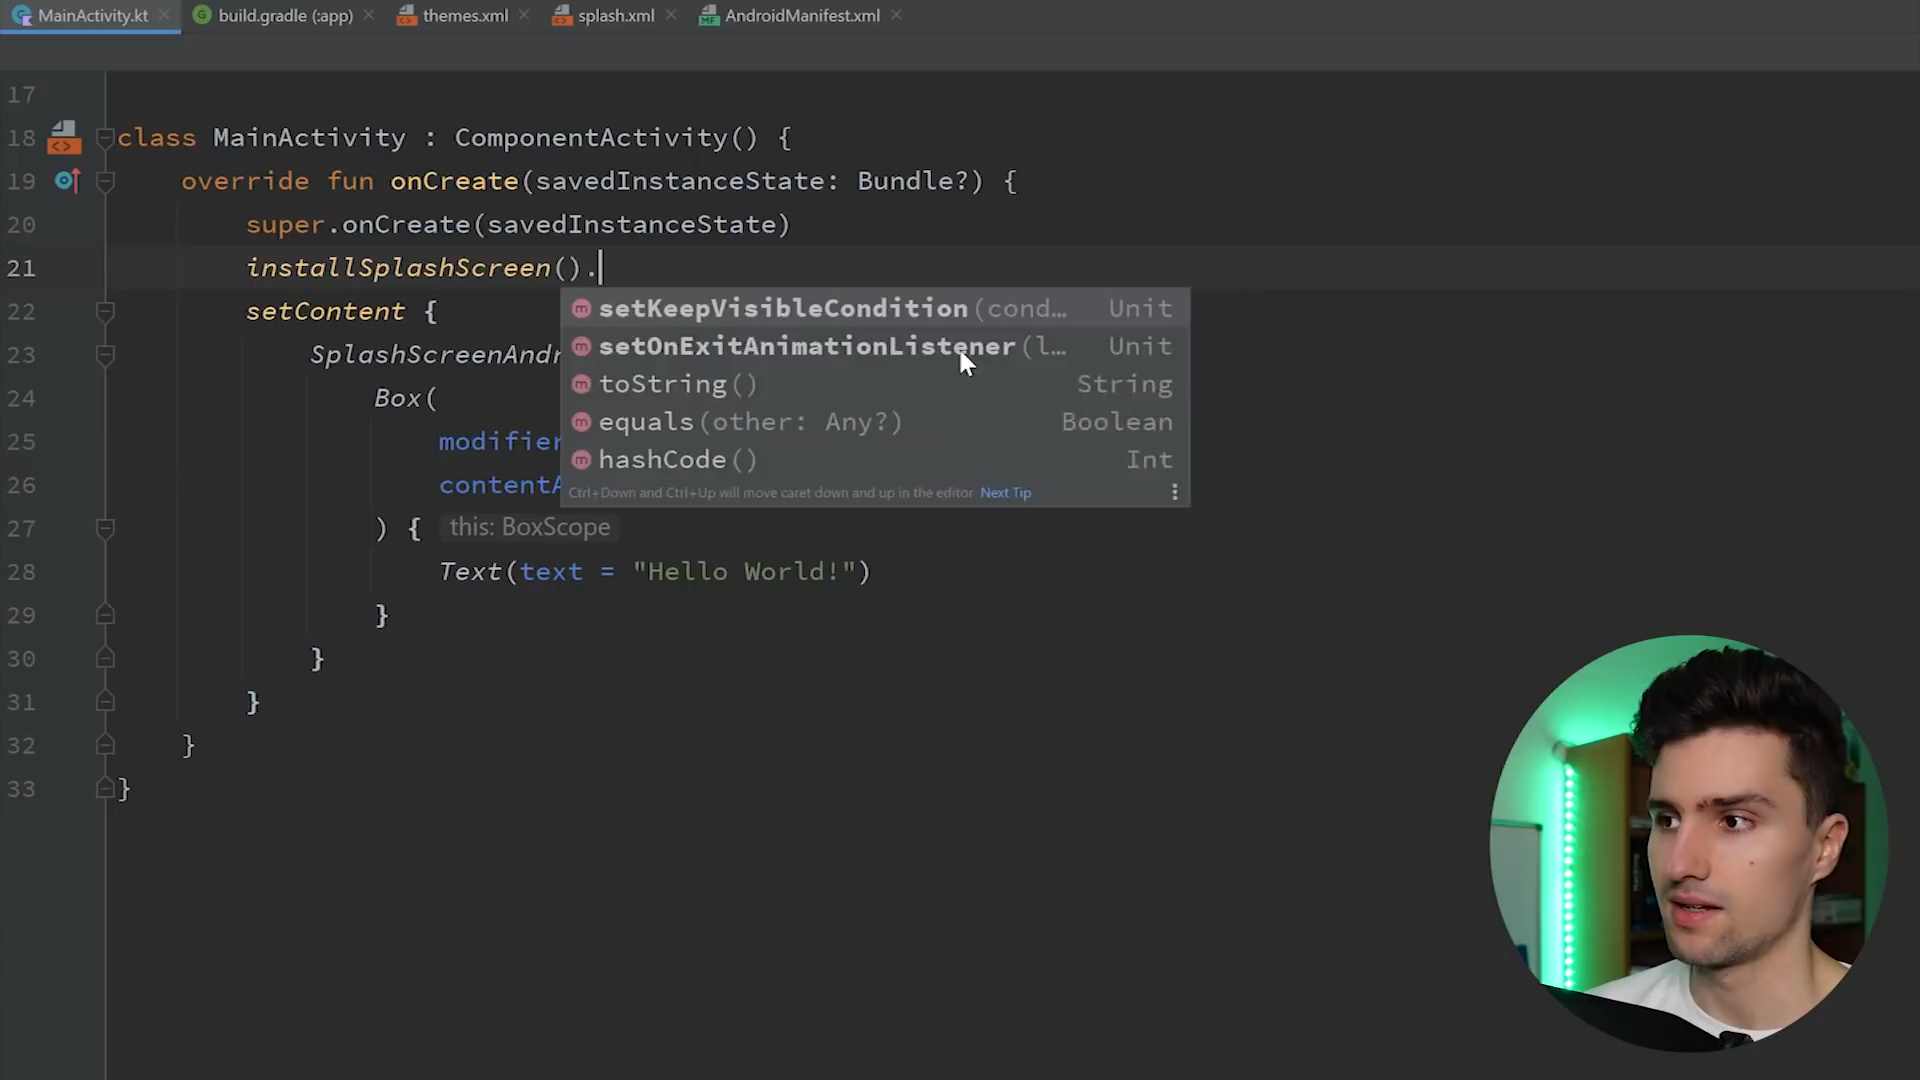 MainActivity.kt build.gradle (:app) themes.xml splash.xml AndroidManifest.xml
17
18 class MainActivity : ComponentActivity() {
19 override fun onCreate(savedInstanceState: Bundle?) {
20 super.onCreate(savedInstanceState)
21 installSplashScreen().
22 setContent {
setKeepVisibleCondition(cond… Unit
23 SplashScreenAndr
setOnExitAnimationListener(l… Unit
24 Box(
toString() String
25 modifier
equals(other: Any?) Boolean
26 contentA
hashCode() Int
Ctrl+Down and Ctrl+Up will move caret down and up in the editor Next Tip
27 ) { this: BoxScope
28 Text(text = "Hello World!")
29 }
30 }
31 }
32 }
33 }